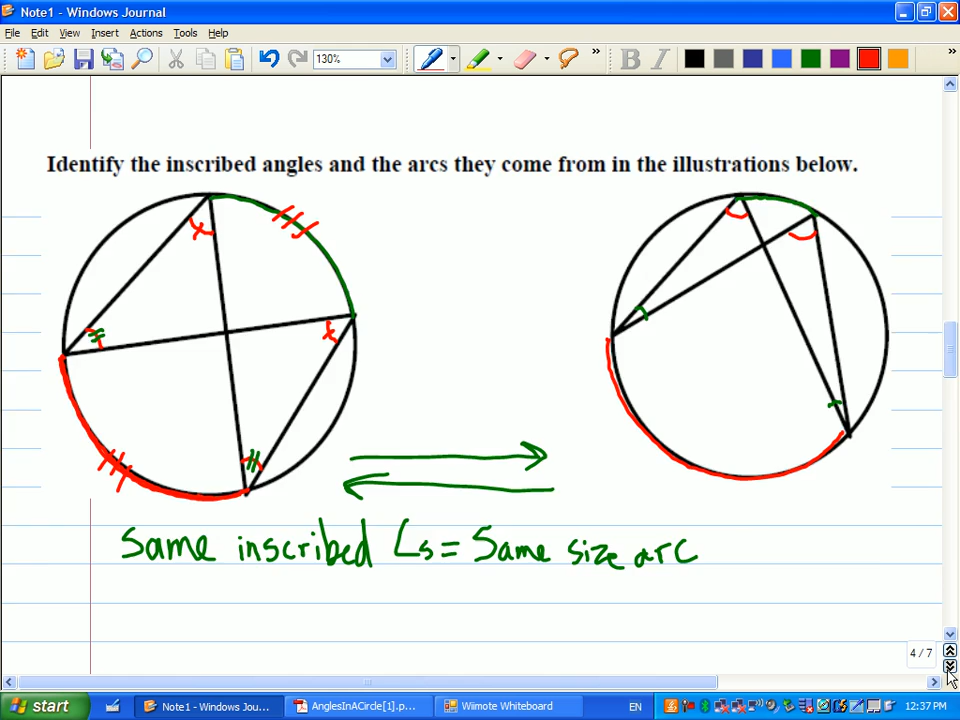 Note1 - Windows Journal
File Edit View Insert Actions Tools Help
130%
B I
Identify the inscribed angles and the arcs they come from in the illustrations below.
Same inscribed ∠s = Same size arc
4 / 7
start Note1 - Windows Jour... AnglesInACircle[1].p... Wiimote Whiteboard EN 12:37 PM